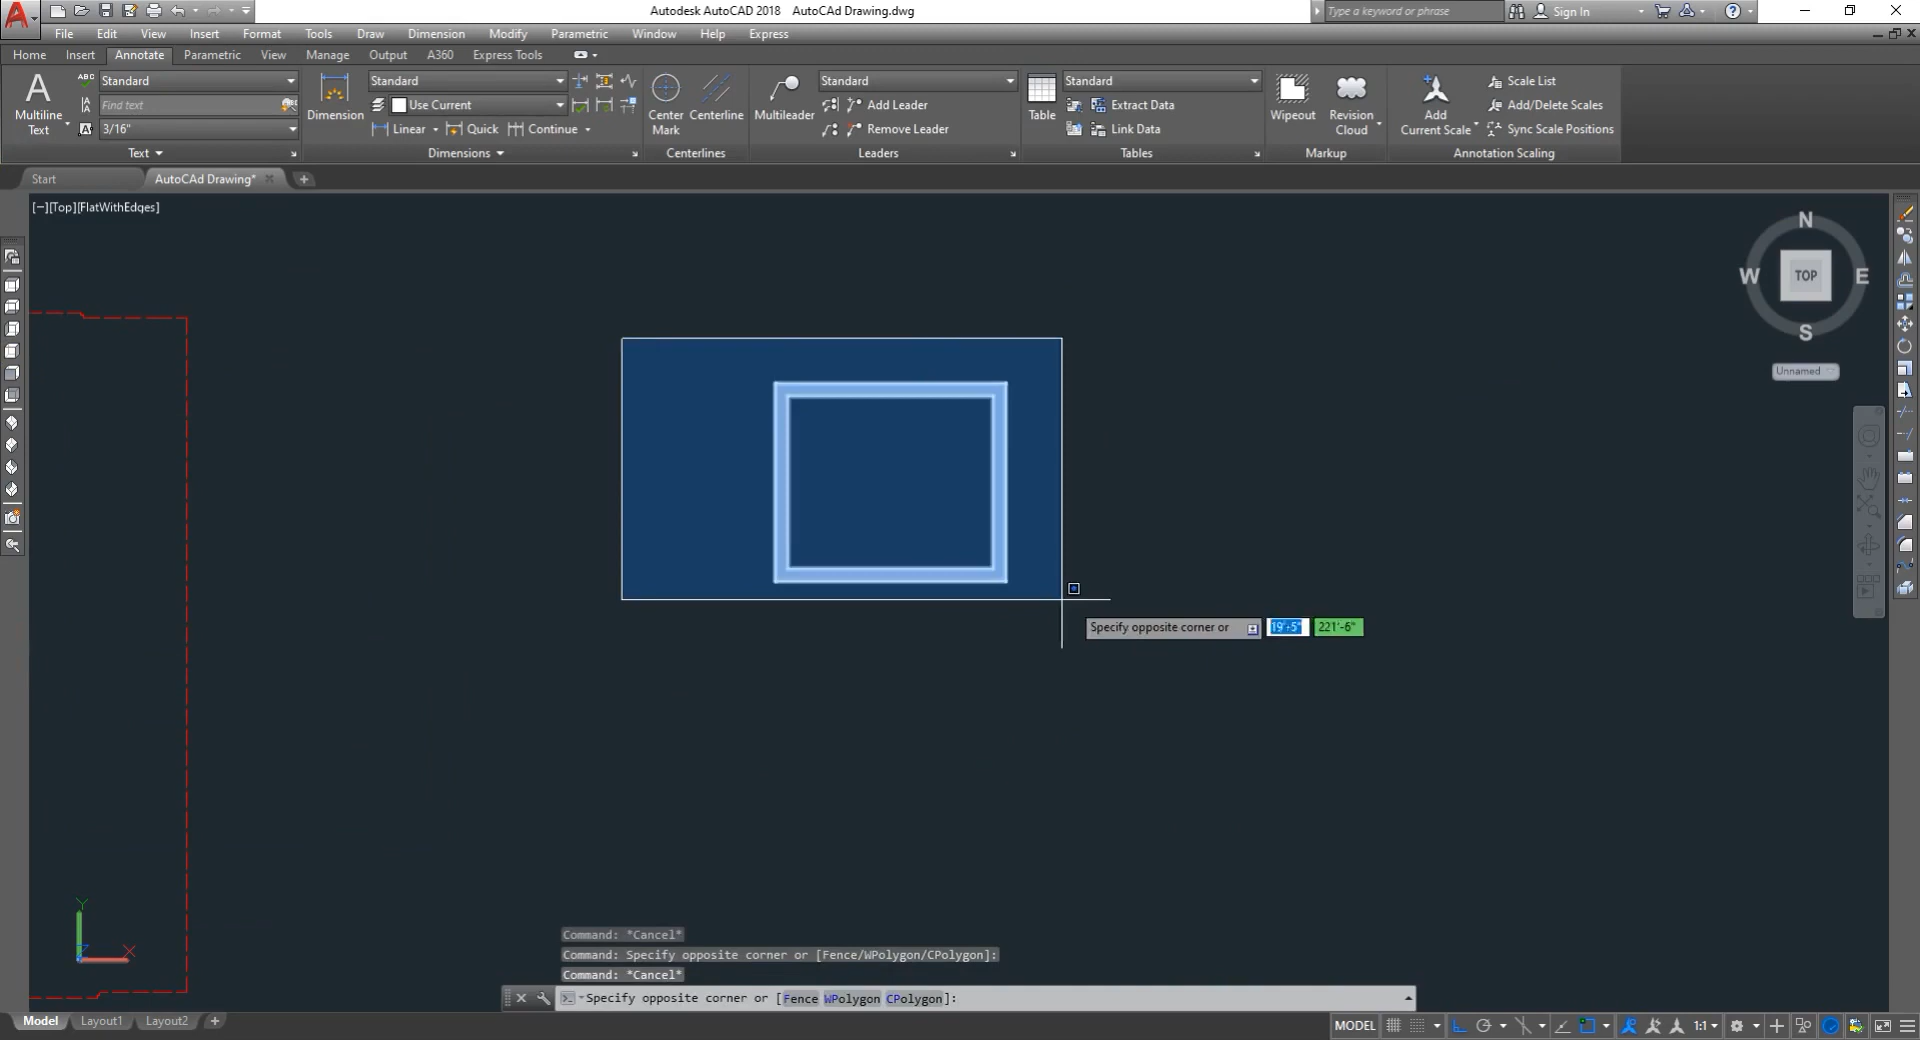 Autodesk AutoCAD 2018 AutoCAd Drawing.dwg
Type a keyword or phrase
Sign In
File Edit View Insert Format Tools Draw Dimension Modify Parametric Window Help Express
Home Insert Annotate Parametric View Manage Output A360 Express Tools
Multiline
Text
ABC Standard
Find text
3/16"
Text
Dimension
Standard
Use Current
Linear Quick Continue
Dimensions
Center
Mark
Centerline
Centerlines
Multileader
Standard
Add Leader
Remove Leader
Leaders
Table
Standard
Extract Data
Link Data
Tables
Wipeout
Revision
Cloud
Markup
Add
Current Scale
Scale List
Add/Delete Scales
Sync Scale Positions
Annotation Scaling
Start AutoCAd Drawing*
[−][Top][FlatWithEdges]
N
W TOP E
S
Unnamed
Specify opposite corner or 19'-5" 221'-6"
Y
X
Command: *Cancel*
Command: Specify opposite corner or [Fence/WPolygon/CPolygon]:
Command: *Cancel*
Specify opposite corner or [Fence WPolygon CPolygon]:
Model Layout1 Layout2
MODEL 1:1